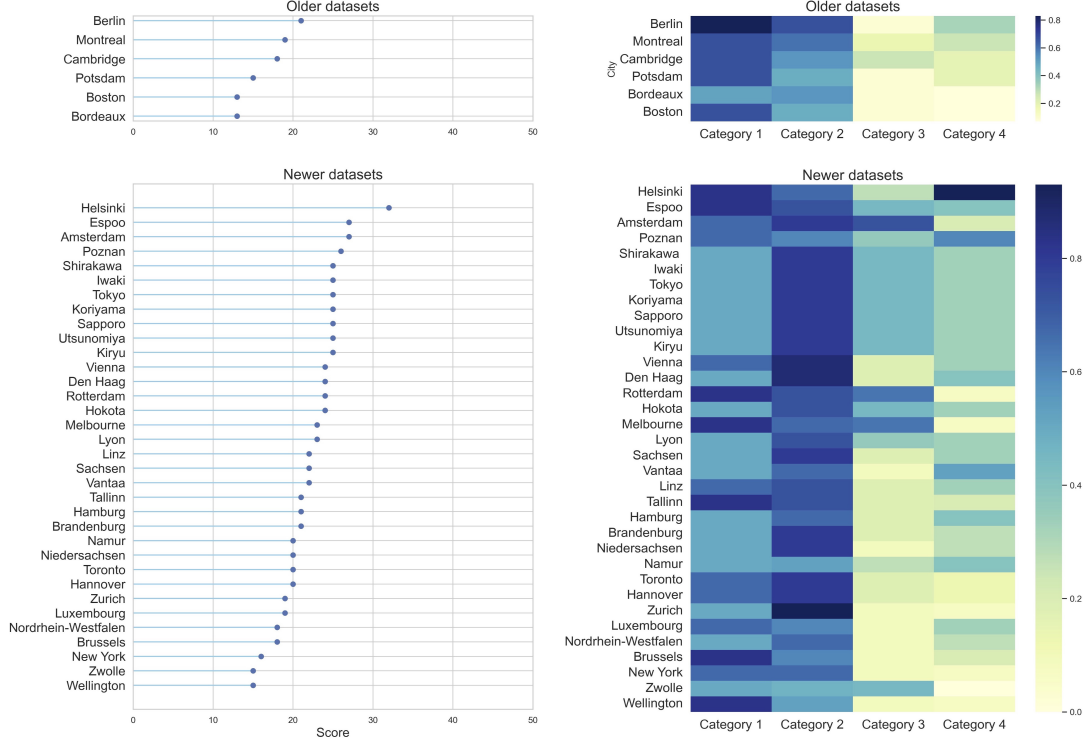 Older datasets
Berlin
Montreal
Cambridge
Potsdam
Boston
Bordeaux
0 10 20 30 40 50
Newer datasets
Helsinki
Espoo
Amsterdam
Poznan
Shirakawa
Iwaki
Tokyo
Koriyama
Sapporo
Utsunomiya
Kiryu
Vienna
Den Haag
Rotterdam
Hokota
Melbourne
Lyon
Linz
Sachsen
Vantaa
Tallinn
Hamburg
Brandenburg
Namur
Niedersachsen
Toronto
Hannover
Zurich
Luxembourg
Nordrhein-Westfalen
Brussels
New York
Zwolle
Wellington
0 10 20 30 40 50
Score
Older datasets
City
Berlin
Montreal
Cambridge
Potsdam
Bordeaux
Boston
Category 1 Category 2 Category 3 Category 4
0.8
0.6
0.4
0.2
Newer datasets
Helsinki
Espoo
Amsterdam
Poznan
Shirakawa
Iwaki
Tokyo
Koriyama
Sapporo
Utsunomiya
Kiryu
Vienna
Den Haag
Rotterdam
Hokota
Melbourne
Lyon
Sachsen
Vantaa
Linz
Tallinn
Hamburg
Brandenburg
Niedersachsen
Namur
Toronto
Hannover
Zurich
Luxembourg
Nordrhein-Westfalen
Brussels
New York
Zwolle
Wellington
Category 1 Category 2 Category 3 Category 4
0.8
0.6
0.4
0.2
0.0